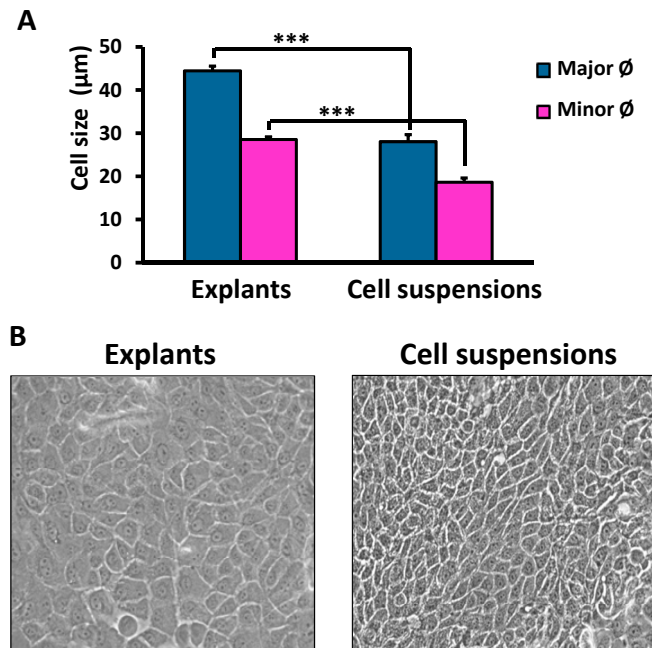 A
Cell size (µm)
50
40
30
20
10
0
***
***
Major Ø
Minor Ø
Explants
Cell suspensions
B
Explants
Cell suspensions